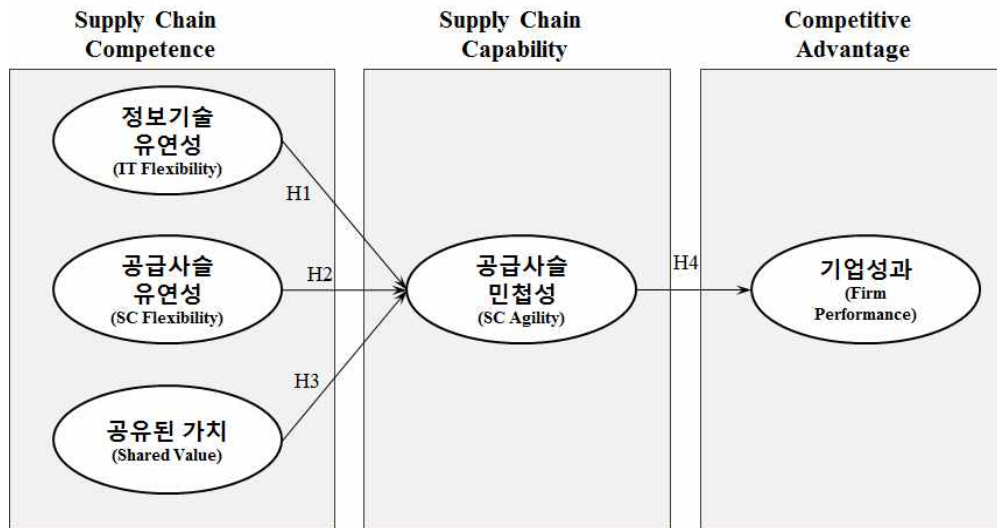 Supply Chain
Competence
Supply Chain
Capability
Competitive
Advantage
정보기술
유연성
(IT Flexibility)
H1
공급사슬
유연성
(SC Flexibility)
H2
공급사슬
민첩성
(SC Agility)
H4
기업성과
(Firm
Performance)
H3
공유된 가치
(Shared Value)